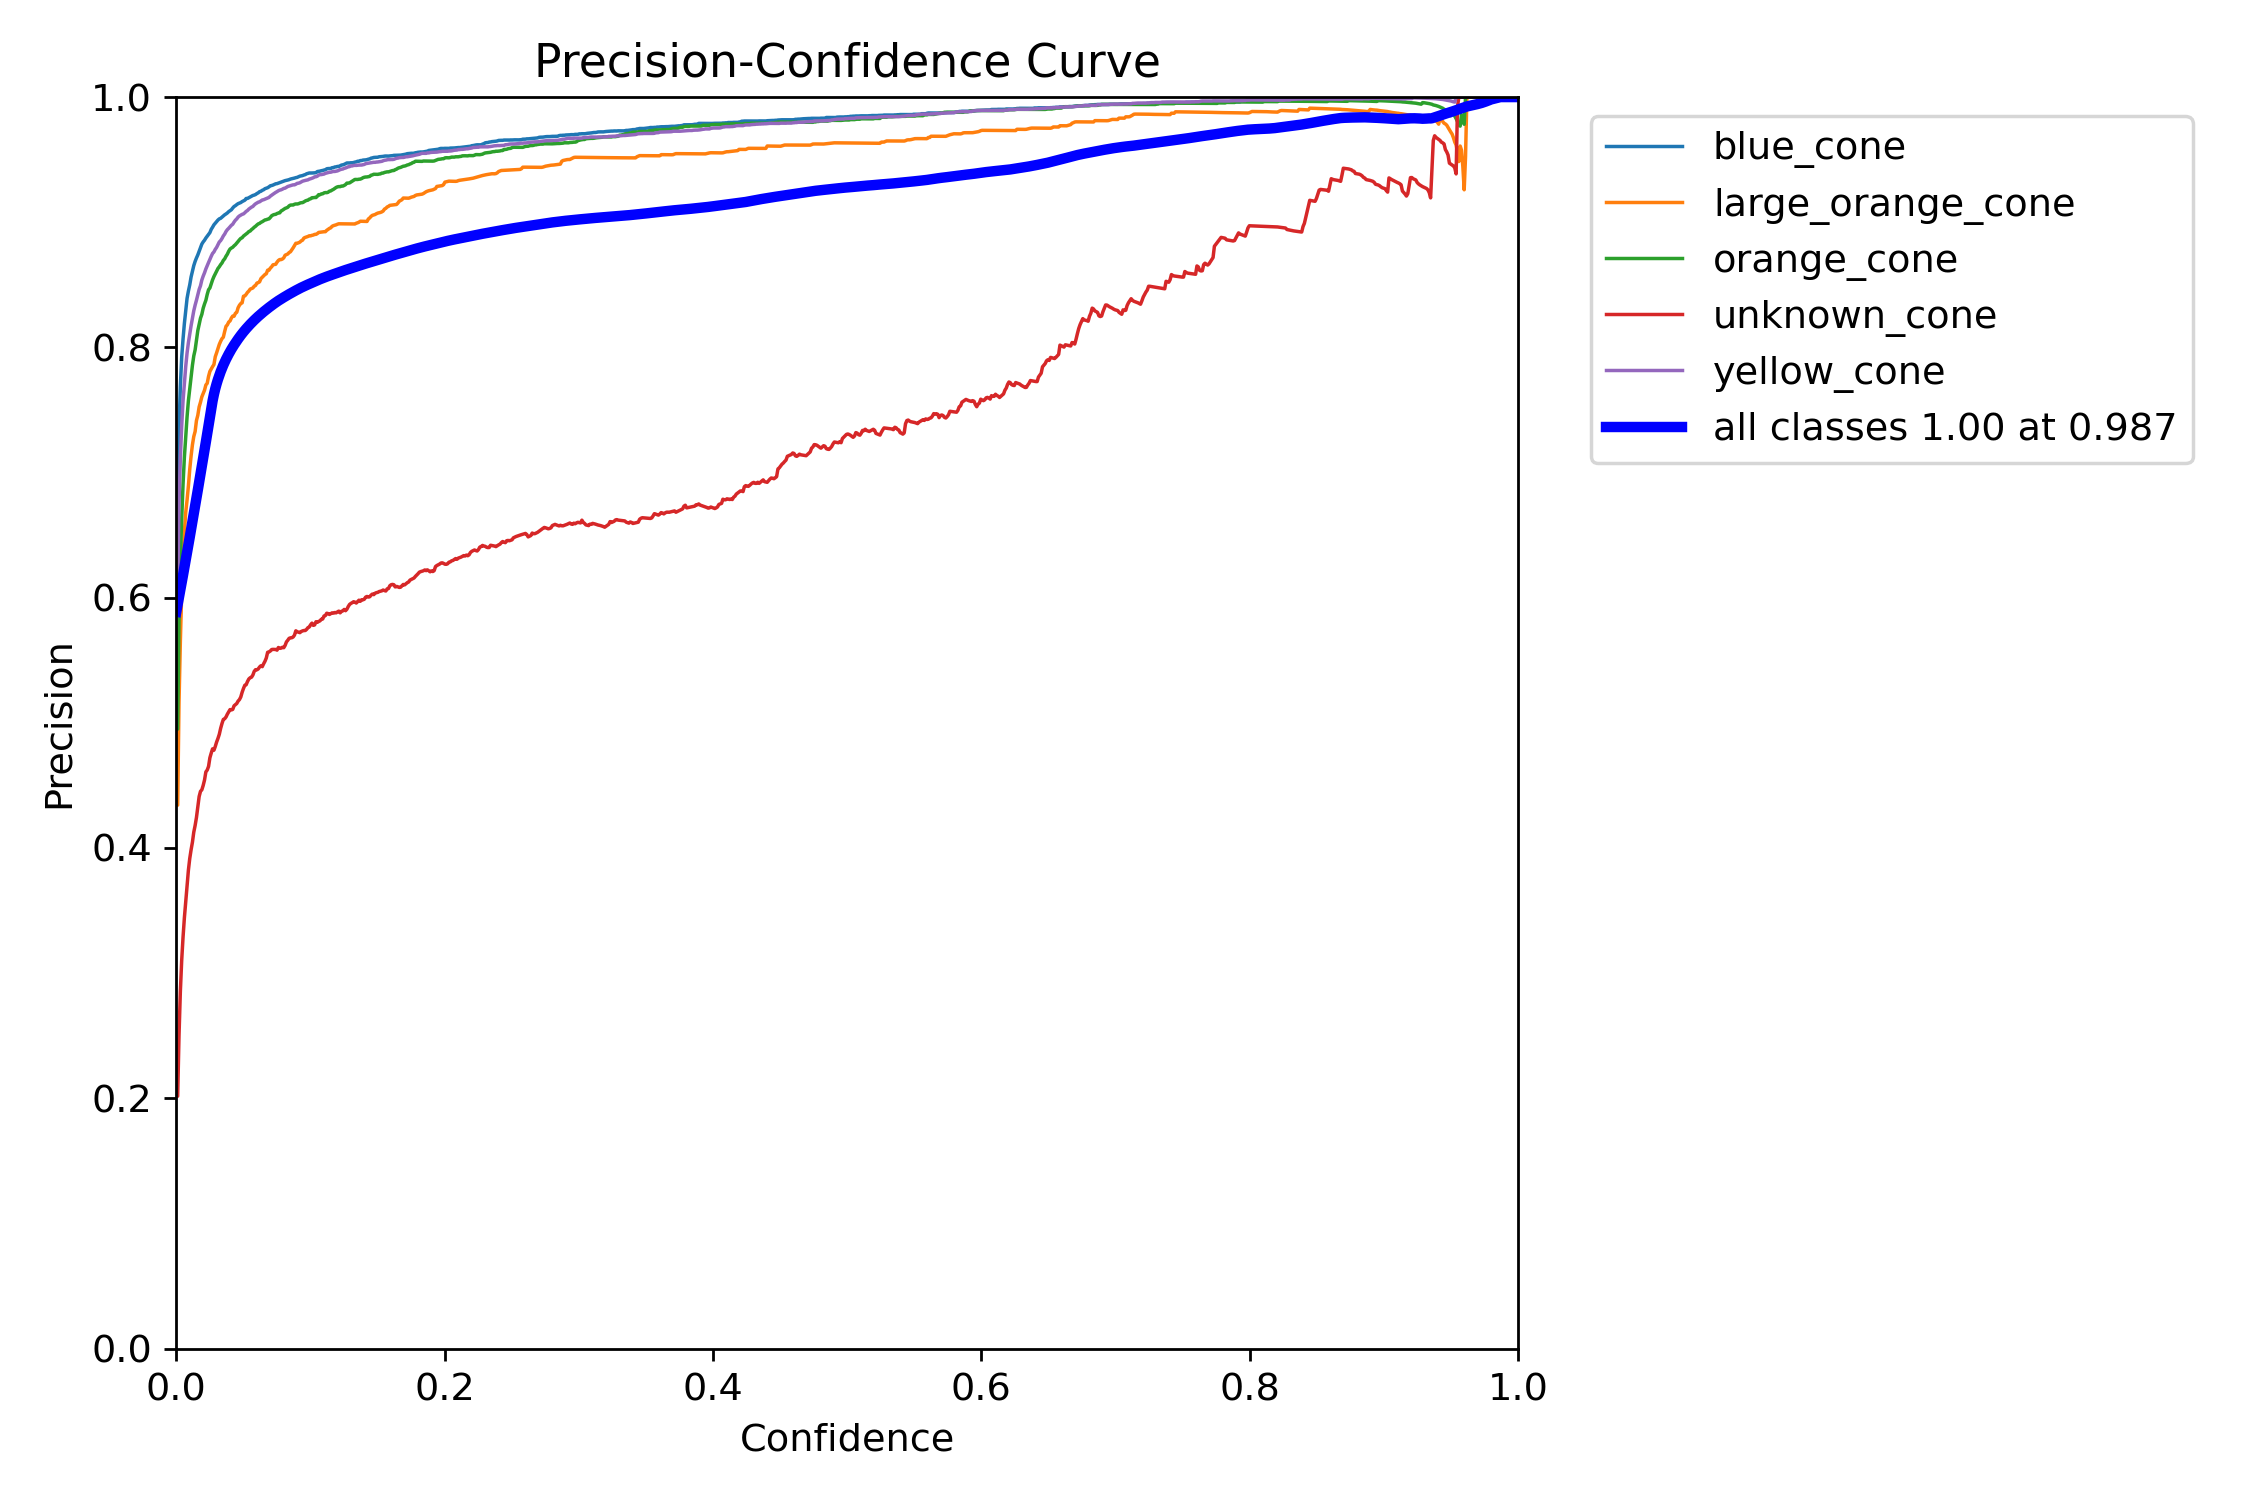 Precision-Confidence Curve
1.0
0.8
0.6
0.4
0.2
0.0
Precision
0.0 0.2 0.4 0.6 0.8 1.0
Confidence
blue_cone
large_orange_cone
orange_cone
unknown_cone
yellow_cone
all classes 1.00 at 0.987